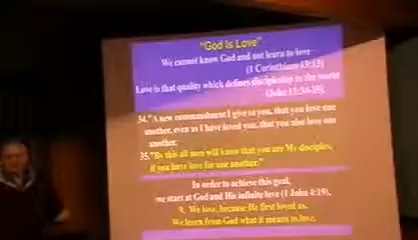 "God is Love"
We cannot know God and not learn to love
(1 Corinthians 13:13)
Love is that quality which defines discipleship to the world
(John 13:34-35).
34."A new commandment I give to you, that you love one
another, even as I have loved you, that you also love one
another.
35."By this all men will know that you are My disciples,
if you have love for one another."
In order to achieve this goal,
we start at God and His infinite love (1 John 4:19).
9. We love, because He first loved us.
We learn from God what it means to love.